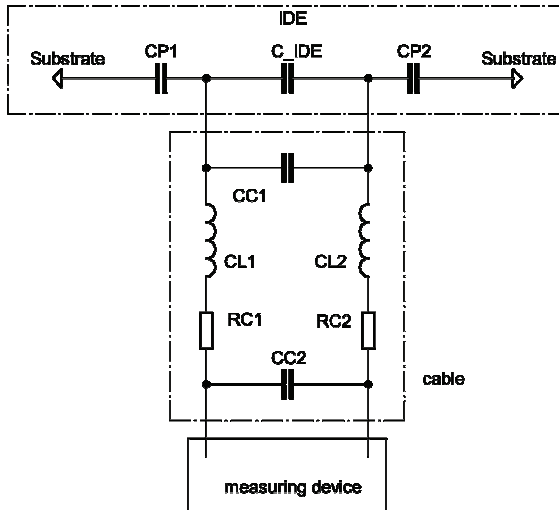 IDE
Substrate
CP1
C_IDE
CP2
Substrate
CC1
CL1
CL2
RC1
RC2
CC2
cable
measuring device